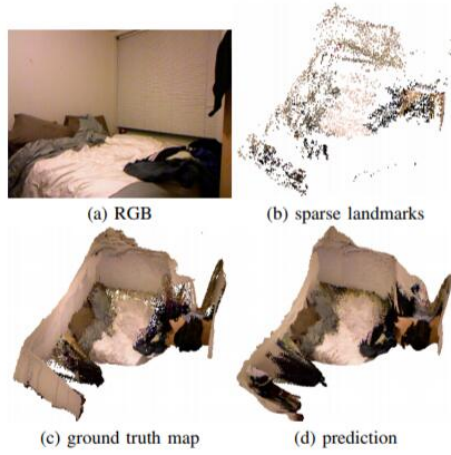 (a) RGB
(b) sparse landmarks
(c) ground truth map
(d) prediction